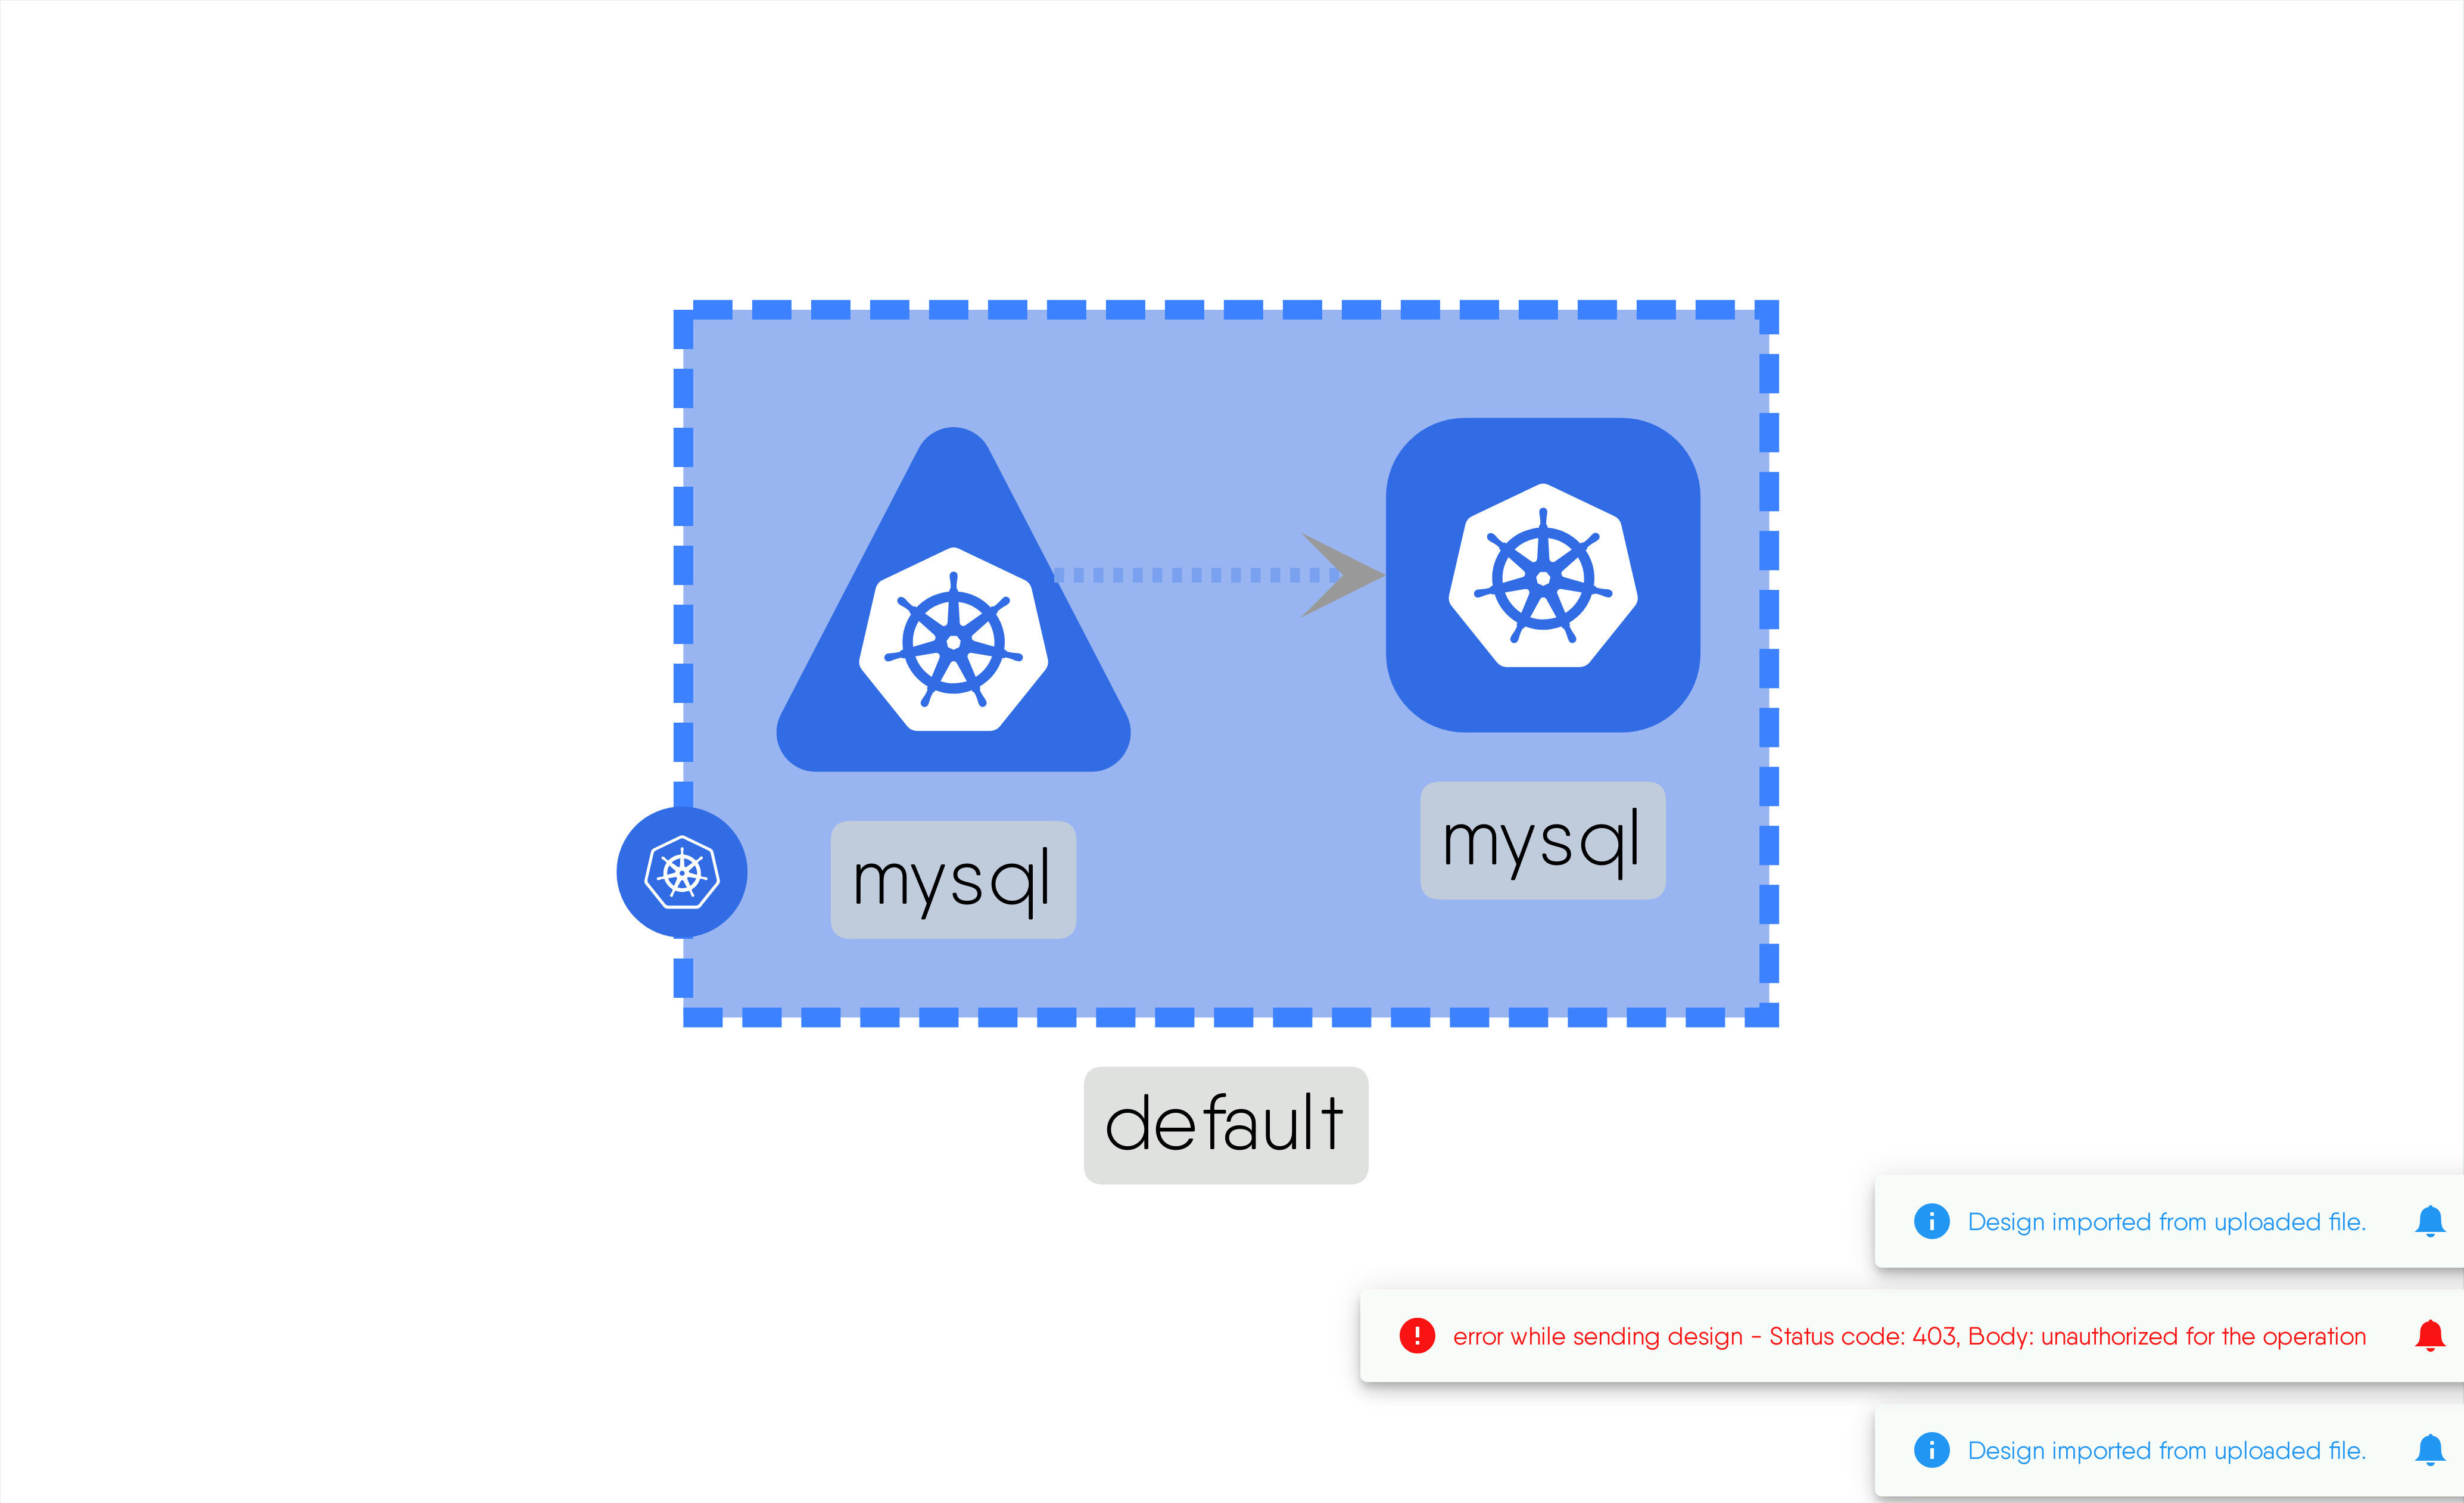 mysql
mysql
default
Design imported from uploaded file.
error while sending design - Status code: 403, Body: unauthorized for the operation
Design imported from uploaded file.